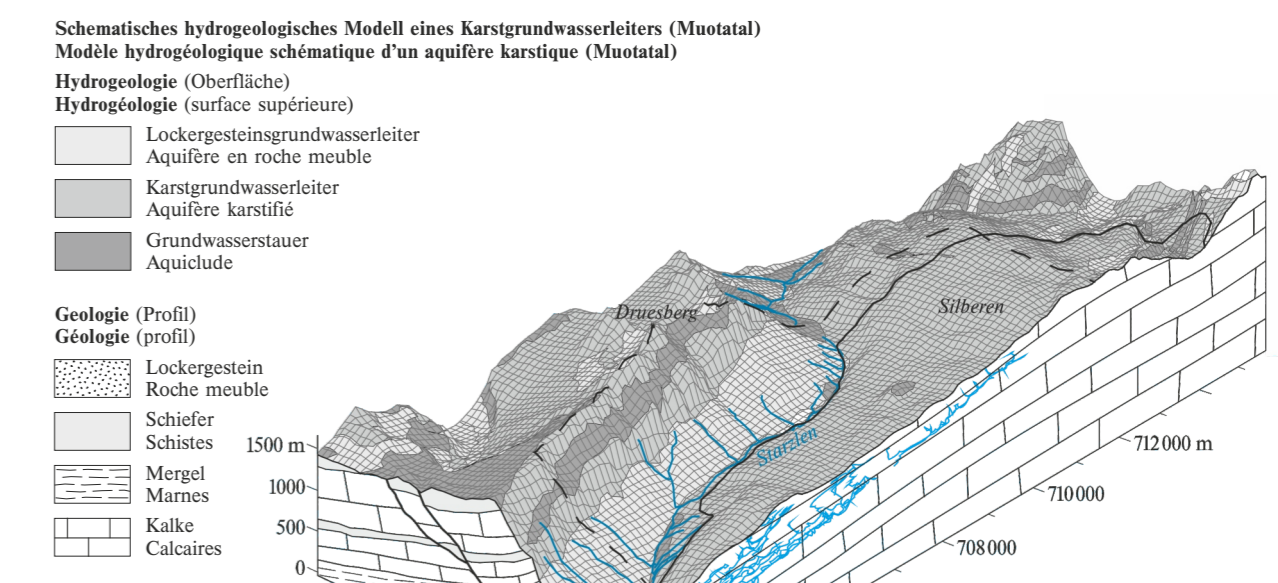 Schematisches hydrogeologisches Modell eines Karstgrundwasserleiters (Muotatal)
Modèle hydrogéologique schématique d'un aquifère karstique (Muotatal)
Hydrogeologie (Oberfläche)
Hydrogéologie (surface supérieure)
Lockergesteinsgrundwasserleiter
Aquifère en roche meuble
Karstgrundwasserleiter
Aquifère karstifié
Grundwasserstauer
Aquiclude
Geologie (Profil)
Géologie (profil)
Lockergestein
Roche meuble
Schiefer
Schistes
Mergel
Marnes
Kalke
Calcaires
Druesberg
Silberen
Starzlen
1500 m
1000
500
0
712 000 m
710 000
708 000